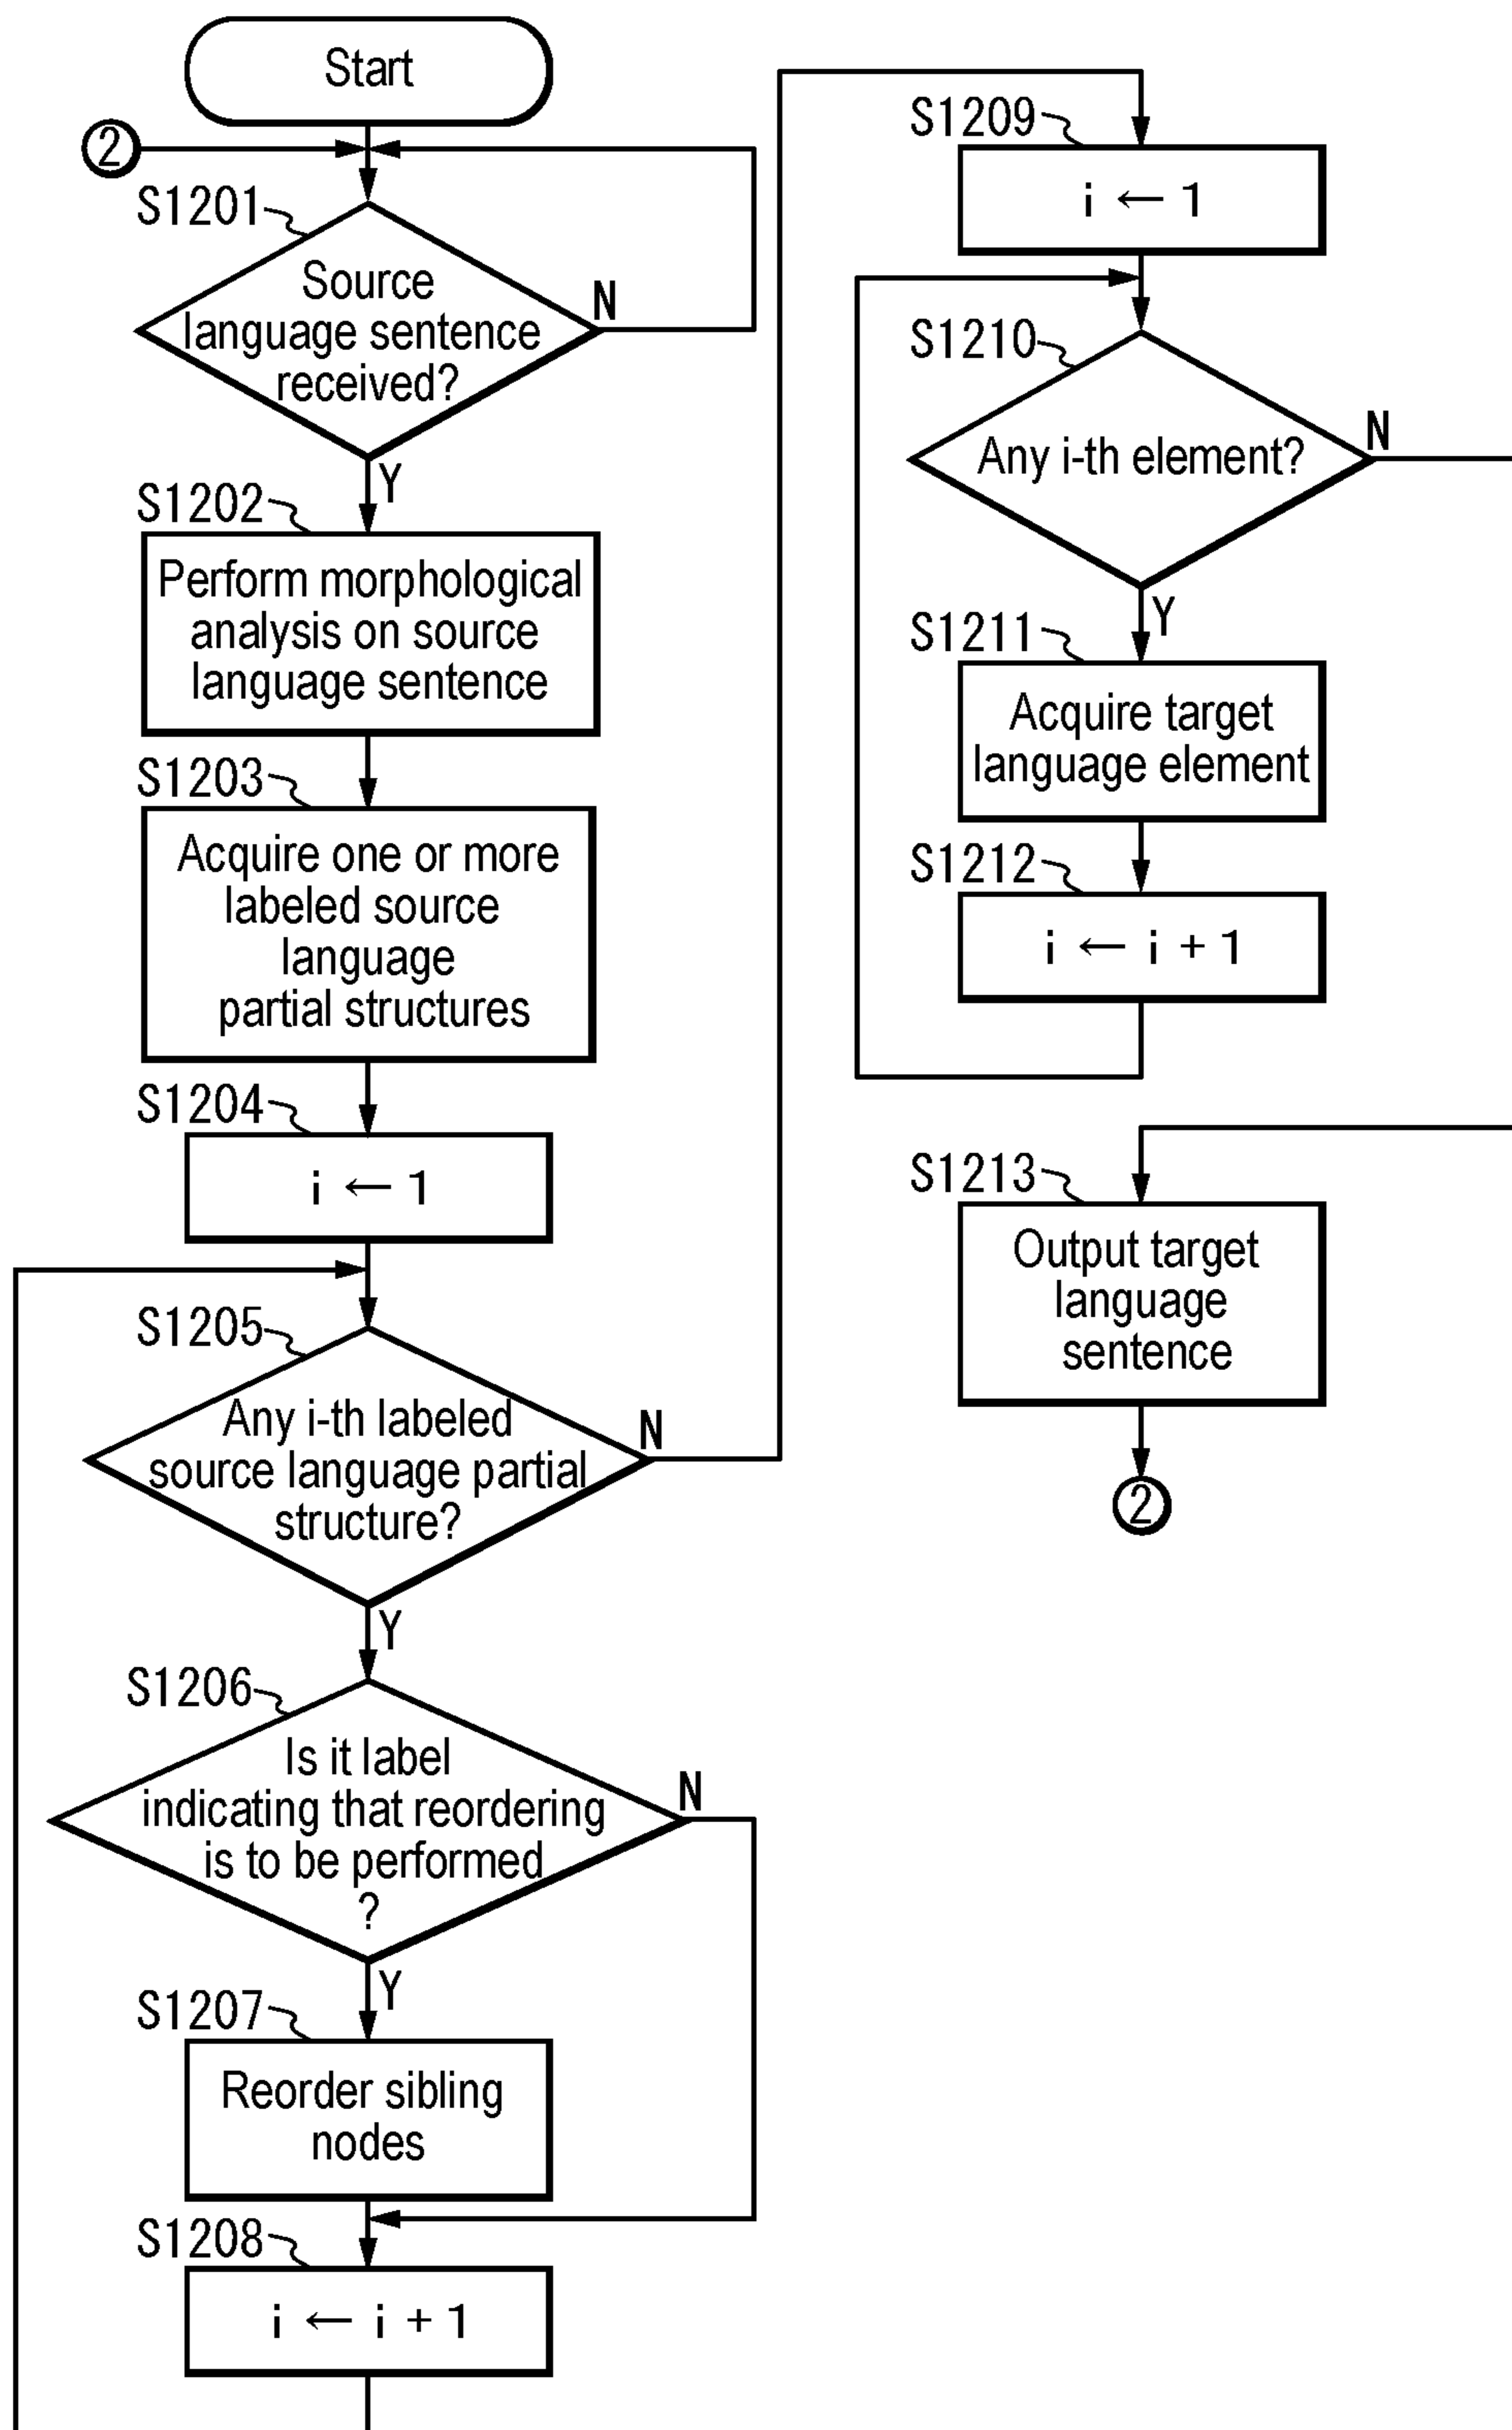 Start
2
S1201
Source
language sentence
received?
N
Y
S1202
Perform morphological
analysis on source
language sentence
S1203
Acquire one or more
labeled source
language
partial structures
S1204
i ← 1
S1205
Any i-th labeled
source language partial
structure?
N
Y
S1206
Is it label
indicating that reordering
is to be performed
?
N
Y
S1207
Reorder sibling
nodes
S1208
i ← i + 1
S1209
i ← 1
S1210
Any i-th element?
N
Y
S1211
Acquire target
language element
S1212
i ← i + 1
S1213
Output target
language
sentence
2